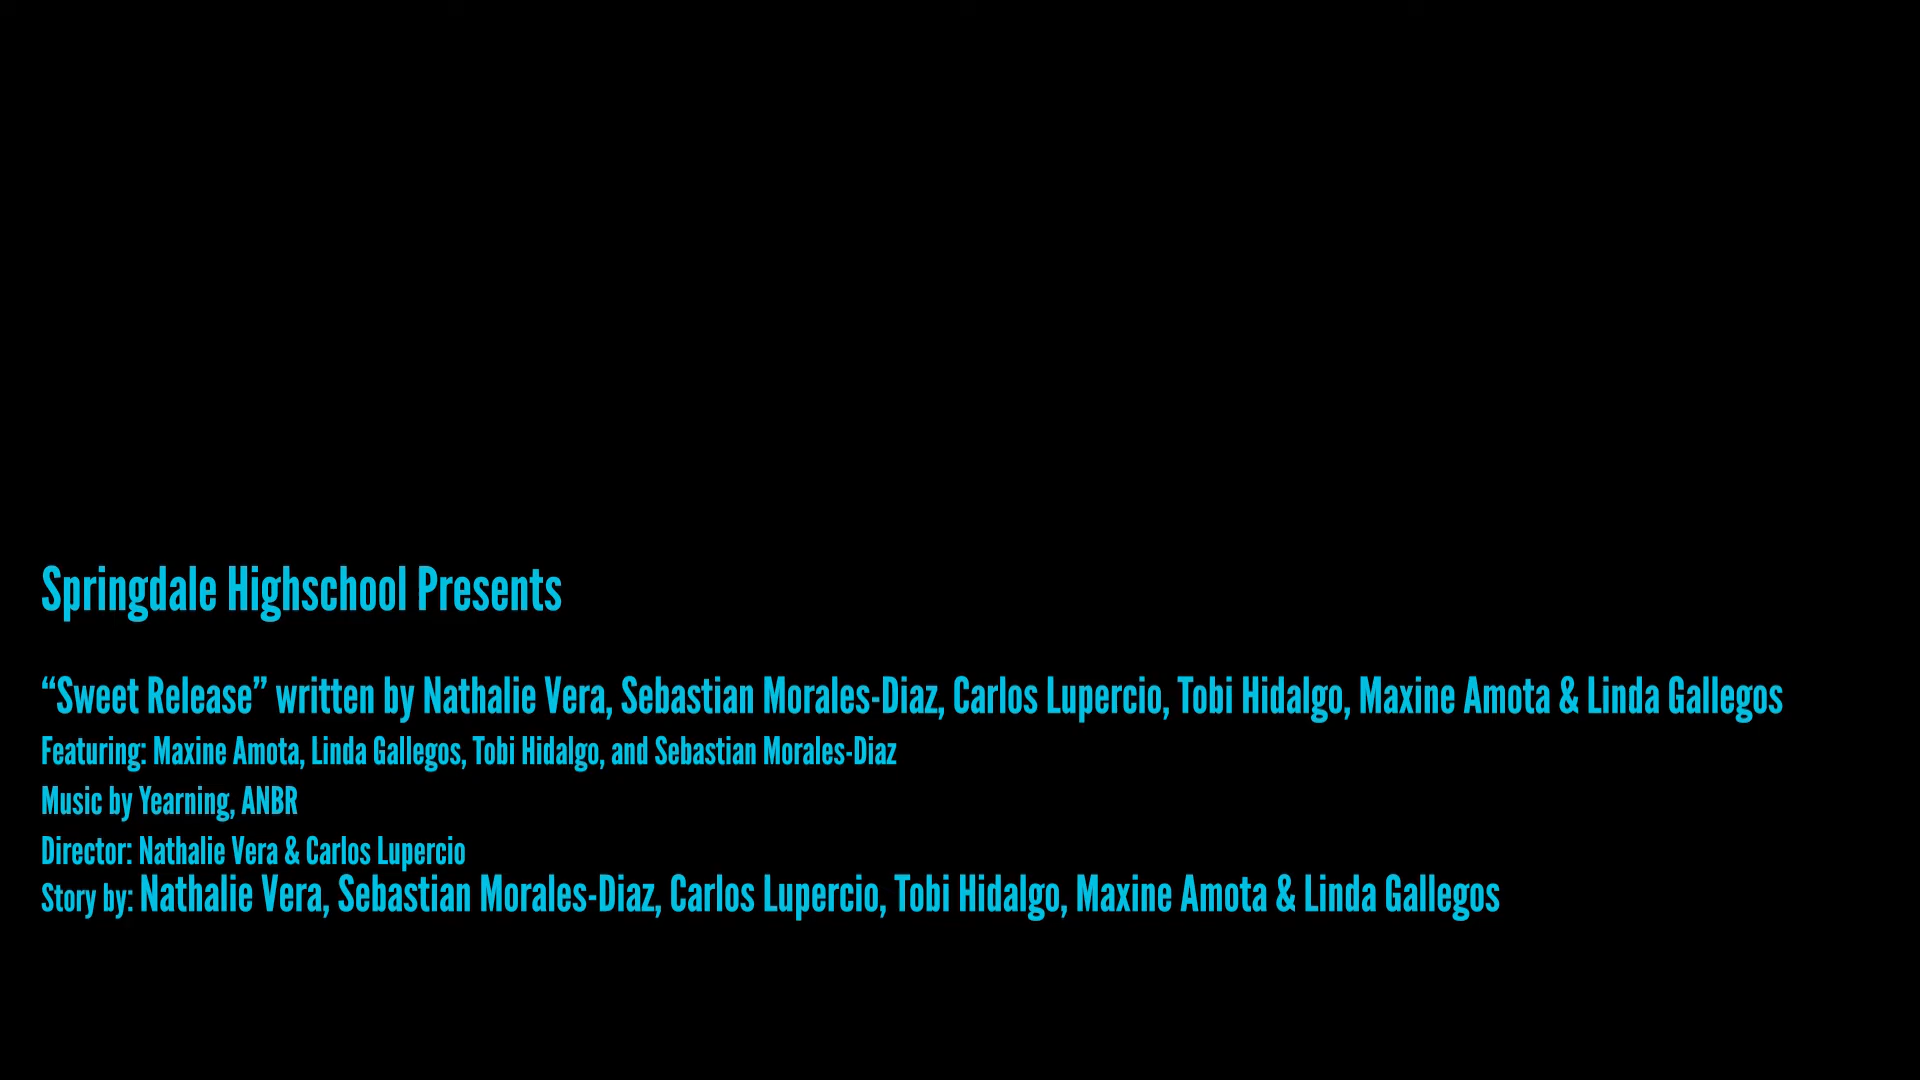 Springdale Highschool Presents
“Sweet Release” written by Nathalie Vera, Sebastian Morales-Diaz, Carlos Lupercio, Tobi Hidalgo, Maxine Amota & Linda Gallegos
Featuring: Maxine Amota, Linda Gallegos, Tobi Hidalgo, and Sebastian Morales-Diaz
Music by Yearning, ANBR
Director: Nathalie Vera & Carlos Lupercio
Story by: Nathalie Vera, Sebastian Morales-Diaz, Carlos Lupercio, Tobi Hidalgo, Maxine Amota & Linda Gallegos